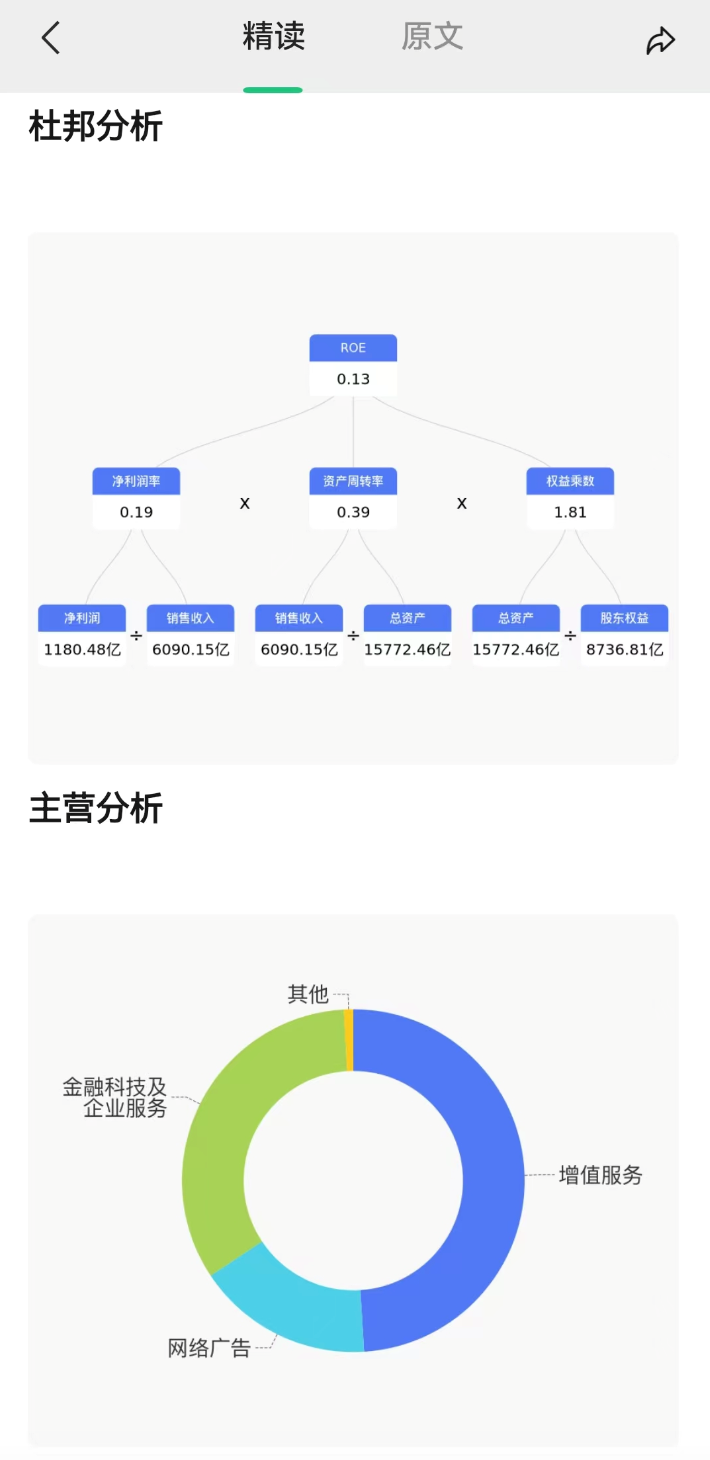 精读
原文
杜邦分析
ROE
0.13
净利润率
0.19
x
资产周转率
0.39
x
权益乘数
1.81
净利润
1180.48亿
÷
销售收入
6090.15亿
销售收入
6090.15亿
÷
总资产
15772.46亿
总资产
15772.46亿
÷
股东权益
8736.81亿
主营分析
其他
金融科技及
企业服务
增值服务
网络广告